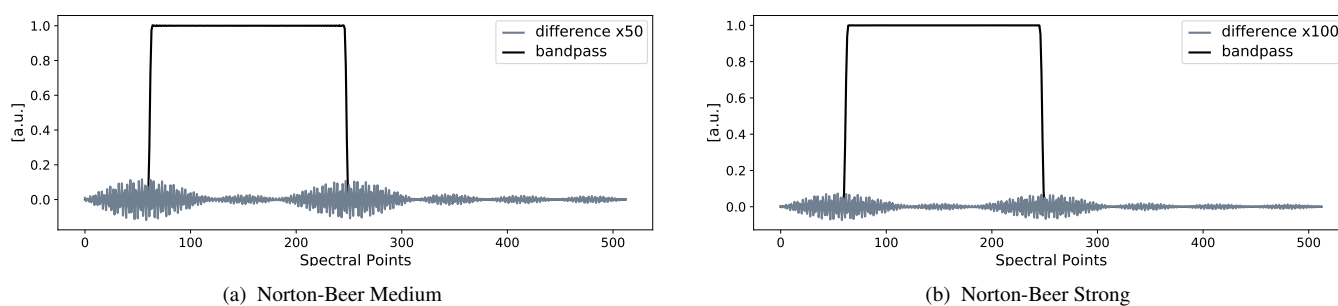 1.0
0.8
0.6
0.4
0.2
0.0
[a.u.]
difference x50
bandpass
0 100 200 300 400 500
Spectral Points
(a) Norton-Beer Medium
1.0
0.8
0.6
0.4
0.2
0.0
[a.u.]
difference x100
bandpass
0 100 200 300 400 500
Spectral Points
(b) Norton-Beer Strong